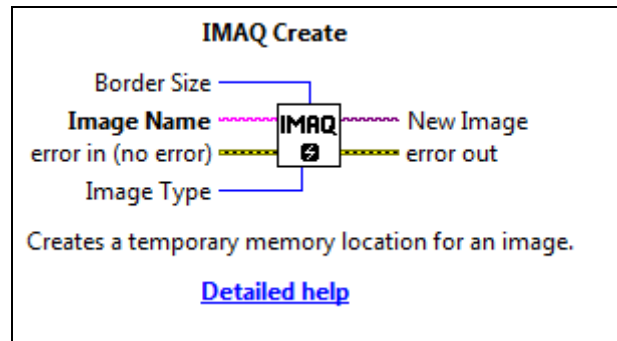 IMAQ Create
Border Size
Image Name
IMAQ
New Image
error in (no error)
error out
Image Type
Creates a temporary memory location for an image.
Detailed help